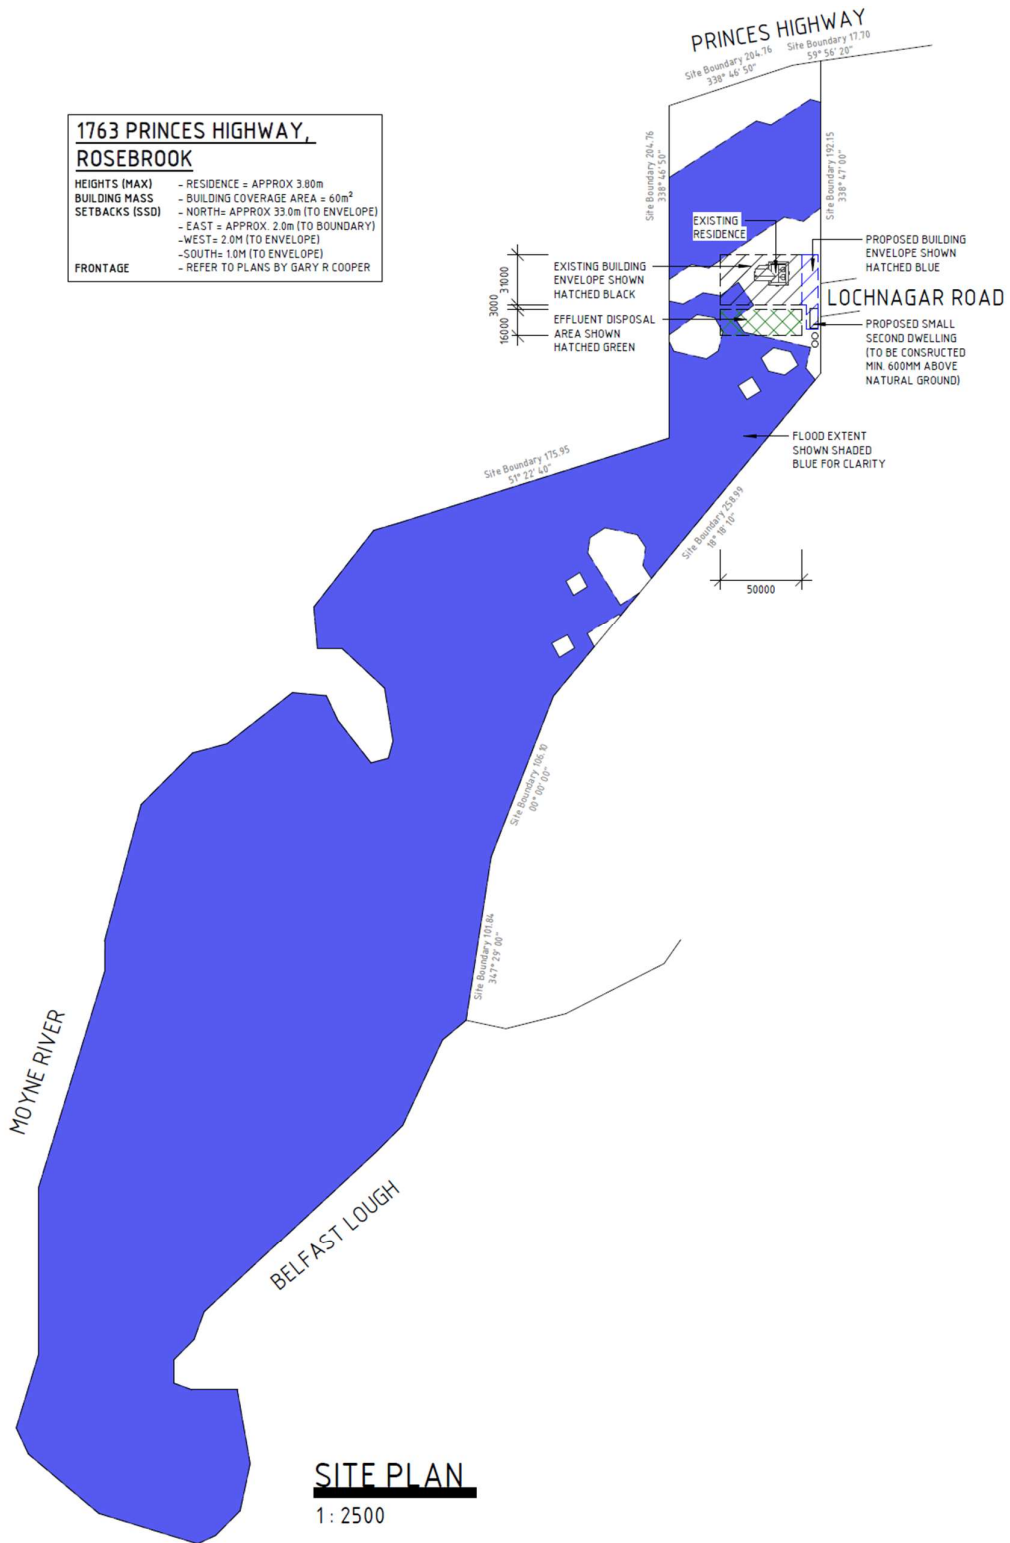 PRINCES HIGHWAY
Site Boundary 204.76
338° 46' 50"
Site Boundary 17.70
59° 56' 20"
1763 PRINCES HIGHWAY,
ROSEBROOK
HEIGHTS (MAX) - RESIDENCE = APPROX 3.80m
BUILDING MASS - BUILDING COVERAGE AREA = 60m²
SETBACKS (SSD) - NORTH= APPROX 33.0m (TO ENVELOPE)
- EAST = APPROX. 2.0m (TO BOUNDARY)
-WEST= 2.0M (TO ENVELOPE)
-SOUTH= 1.0M (TO ENVELOPE)
FRONTAGE - REFER TO PLANS BY GARY R COOPER
Site Boundary 204.76
338° 46' 50"
Site Boundary 192.15
338° 47' 00"
EXISTING
RESIDENCE
PROPOSED BUILDING
ENVELOPE SHOWN
HATCHED BLUE
EXISTING BUILDING
ENVELOPE SHOWN
HATCHED BLACK
31000
3000
16000
LOCHNAGAR ROAD
EFFLUENT DISPOSAL
AREA SHOWN
HATCHED GREEN
PROPOSED SMALL
SECOND DWELLING
(TO BE CONSRUCTED
MIN. 600MM ABOVE
NATURAL GROUND)
FLOOD EXTENT
SHOWN SHADED
BLUE FOR CLARITY
Site Boundary 175.95
51° 22' 40"
Site Boundary 258.99
18° 18' 10"
50000
Site Boundary 106.10
00° 00' 00"
Site Boundary 101.84
347° 29' 00"
MOYNE RIVER
BELFAST LOUGH
SITE PLAN
1 : 2500